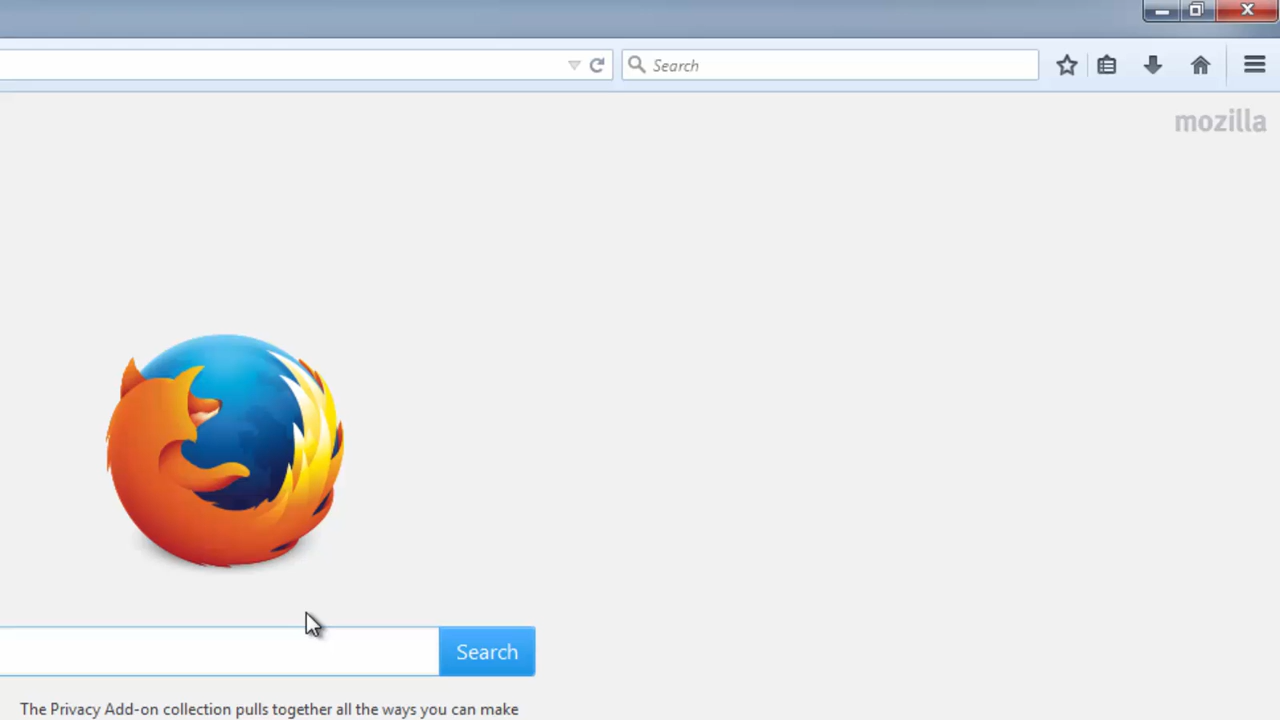 Search
mozilla
Search
The Privacy Add-on collection pulls together all the ways you can make